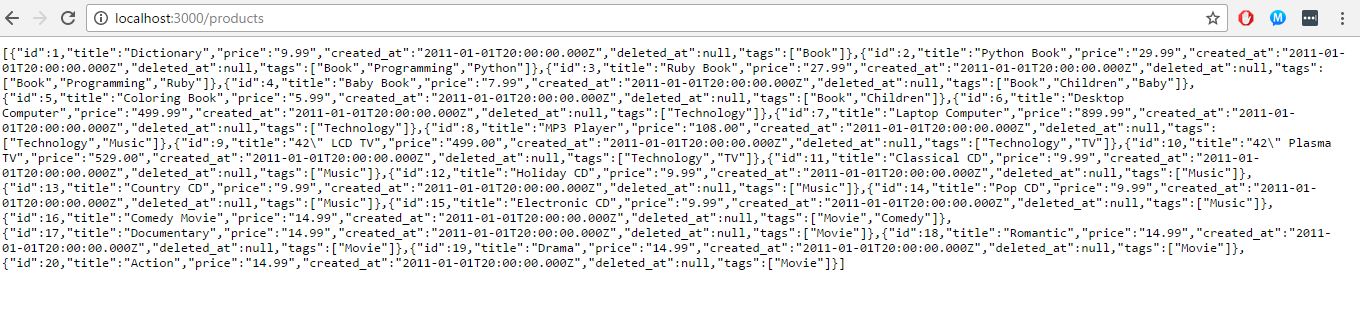 localhost:3000/products
[{"id":1,"title":"Dictionary","price":"9.99","created_at":"2011-01-01T20:00:00.000Z","deleted_at":null,"tags":["Book"]},{"id":2,"title":"Python Book","price":"29.99","created_at":"2011-01-
01T20:00:00.000Z","deleted_at":null,"tags":["Book","Programming","Python"]},{"id":3,"title":"Ruby Book","price":"27.99","created_at":"2011-01-01T20:00:00.000Z","deleted_at":null,"tags":
["Book","Programming","Ruby"]},{"id":4,"title":"Baby Book","price":"7.99","created_at":"2011-01-01T20:00:00.000Z","deleted_at":null,"tags":["Book","Children","Baby"]},
{"id":5,"title":"Coloring Book","price":"5.99","created_at":"2011-01-01T20:00:00.000Z","deleted_at":null,"tags":["Book","Children"]},{"id":6,"title":"Desktop
Computer","price":"499.99","created_at":"2011-01-01T20:00:00.000Z","deleted_at":null,"tags":["Technology"]},{"id":7,"title":"Laptop Computer","price":"899.99","created_at":"2011-01-
01T20:00:00.000Z","deleted_at":null,"tags":["Technology"]},{"id":8,"title":"MP3 Player","price":"108.00","created_at":"2011-01-01T20:00:00.000Z","deleted_at":null,"tags":
["Technology","Music"]},{"id":9,"title":"42\" LCD TV","price":"499.00","created_at":"2011-01-01T20:00:00.000Z","deleted_at":null,"tags":["Technology","TV"]},{"id":10,"title":"42\" Plasma
TV","price":"529.00","created_at":"2011-01-01T20:00:00.000Z","deleted_at":null,"tags":["Technology","TV"]},{"id":11,"title":"Classical CD","price":"9.99","created_at":"2011-01-
01T20:00:00.000Z","deleted_at":null,"tags":["Music"]},{"id":12,"title":"Holiday CD","price":"9.99","created_at":"2011-01-01T20:00:00.000Z","deleted_at":null,"tags":["Music"]},
{"id":13,"title":"Country CD","price":"9.99","created_at":"2011-01-01T20:00:00.000Z","deleted_at":null,"tags":["Music"]},{"id":14,"title":"Pop CD","price":"9.99","created_at":"2011-01-
01T20:00:00.000Z","deleted_at":null,"tags":["Music"]},{"id":15,"title":"Electronic CD","price":"9.99","created_at":"2011-01-01T20:00:00.000Z","deleted_at":null,"tags":["Music"]},
{"id":16,"title":"Comedy Movie","price":"14.99","created_at":"2011-01-01T20:00:00.000Z","deleted_at":null,"tags":["Movie","Comedy"]},
{"id":17,"title":"Documentary","price":"14.99","created_at":"2011-01-01T20:00:00.000Z","deleted_at":null,"tags":["Movie"]},{"id":18,"title":"Romantic","price":"14.99","created_at":"2011-
01-01T20:00:00.000Z","deleted_at":null,"tags":["Movie"]},{"id":19,"title":"Drama","price":"14.99","created_at":"2011-01-01T20:00:00.000Z","deleted_at":null,"tags":["Movie"]},
{"id":20,"title":"Action","price":"14.99","created_at":"2011-01-01T20:00:00.000Z","deleted_at":null,"tags":["Movie"]}]